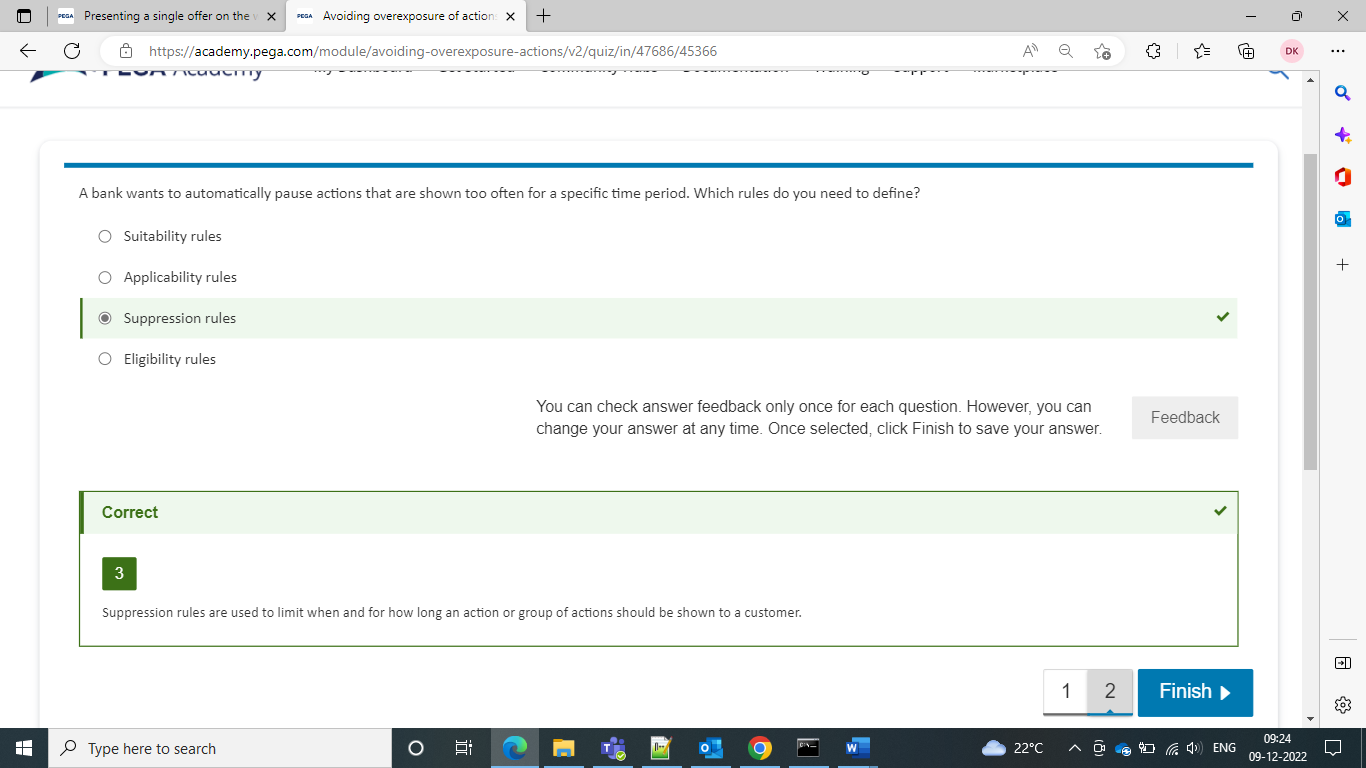 Presenting a single offer on the w
Avoiding overexposure of action
https://academy.pega.com/module/avoiding-overexposure-actions/v2/quiz/in/47686/45366
DK
PEGA Academy
A bank wants to automatically pause actions that are shown too often for a specific time period. Which rules do you need to define?
Suitability rules
Applicability rules
Suppression rules
Eligibility rules
You can check answer feedback only once for each question. However, you can
change your answer at any time. Once selected, click Finish to save your answer.
Feedback
Correct
3
Suppression rules are used to limit when and for how long an action or group of actions should be shown to a customer.
1 2 Finish
Type here to search
22°C
ENG
09:24
09-12-2022